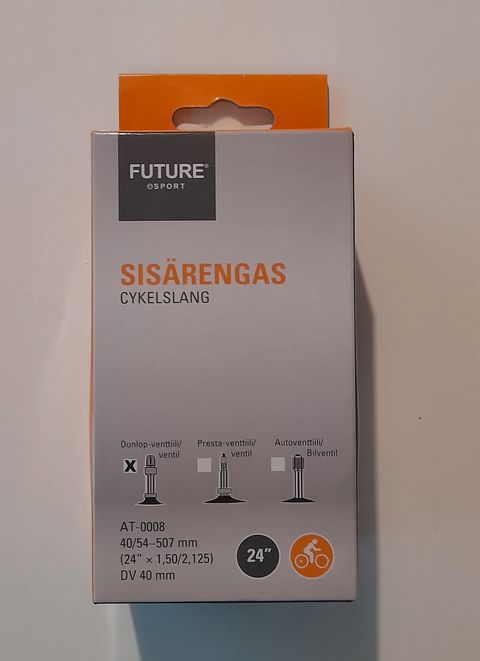 FUTURE®
SPORT
SISÄRENGAS
CYKELSLANG
Dunlop-venttiili/
ventil
Presta-venttiili/
ventil
Autoventtiili/
Bilventil
X
AT-0008
40/54–507 mm
(24” × 1,50/2,125)
DV 40 mm
24”